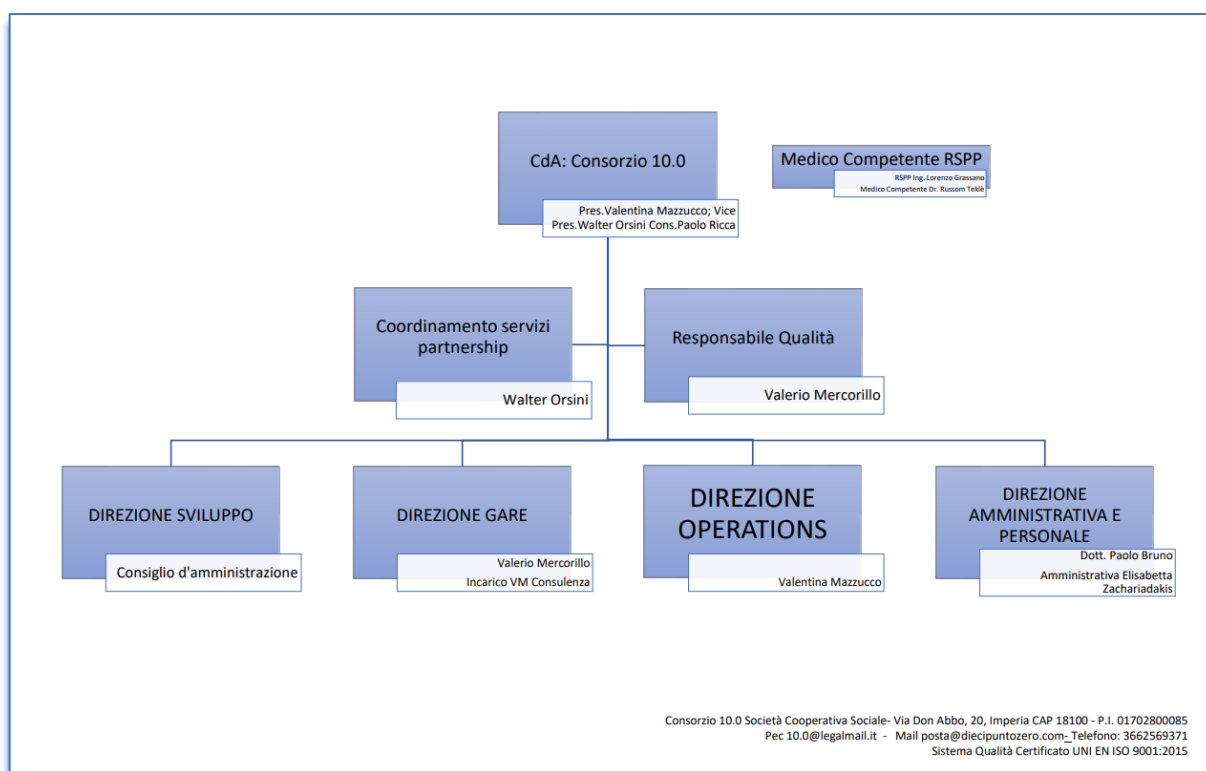 CdA: Consorzio 10.0
Pres.Valentina Mazzucco; Vice
Pres.Walter Orsini Cons.Paolo Ricca
Medico Competente RSPP
RSPP Ing. Lorenzo Grassano
Medico Competente Dr. Russom Teklè
Coordinamento servizi
partnership
Walter Orsini
Responsabile Qualità
Valerio Mercorillo
DIREZIONE SVILUPPO
Consiglio d'amministrazione
DIREZIONE GARE
Valerio Mercorillo
Incarico VM Consulenza
DIREZIONE
OPERATIONS
Valentina Mazzucco
DIREZIONE
AMMINISTRATIVA E
PERSONALE
Dott. Paolo Bruno
Amministrativa Elisabetta
Zachariadakis
Consorzio 10.0 Società Cooperativa Sociale- Via Don Abbo, 20, Imperia CAP 18100 - P.I. 01702800085
Pec 10.0@legalmail.it - Mail posta@diecipuntozero.com_Telefono: 3662569371
Sistema Qualità Certificato UNI EN ISO 9001:2015